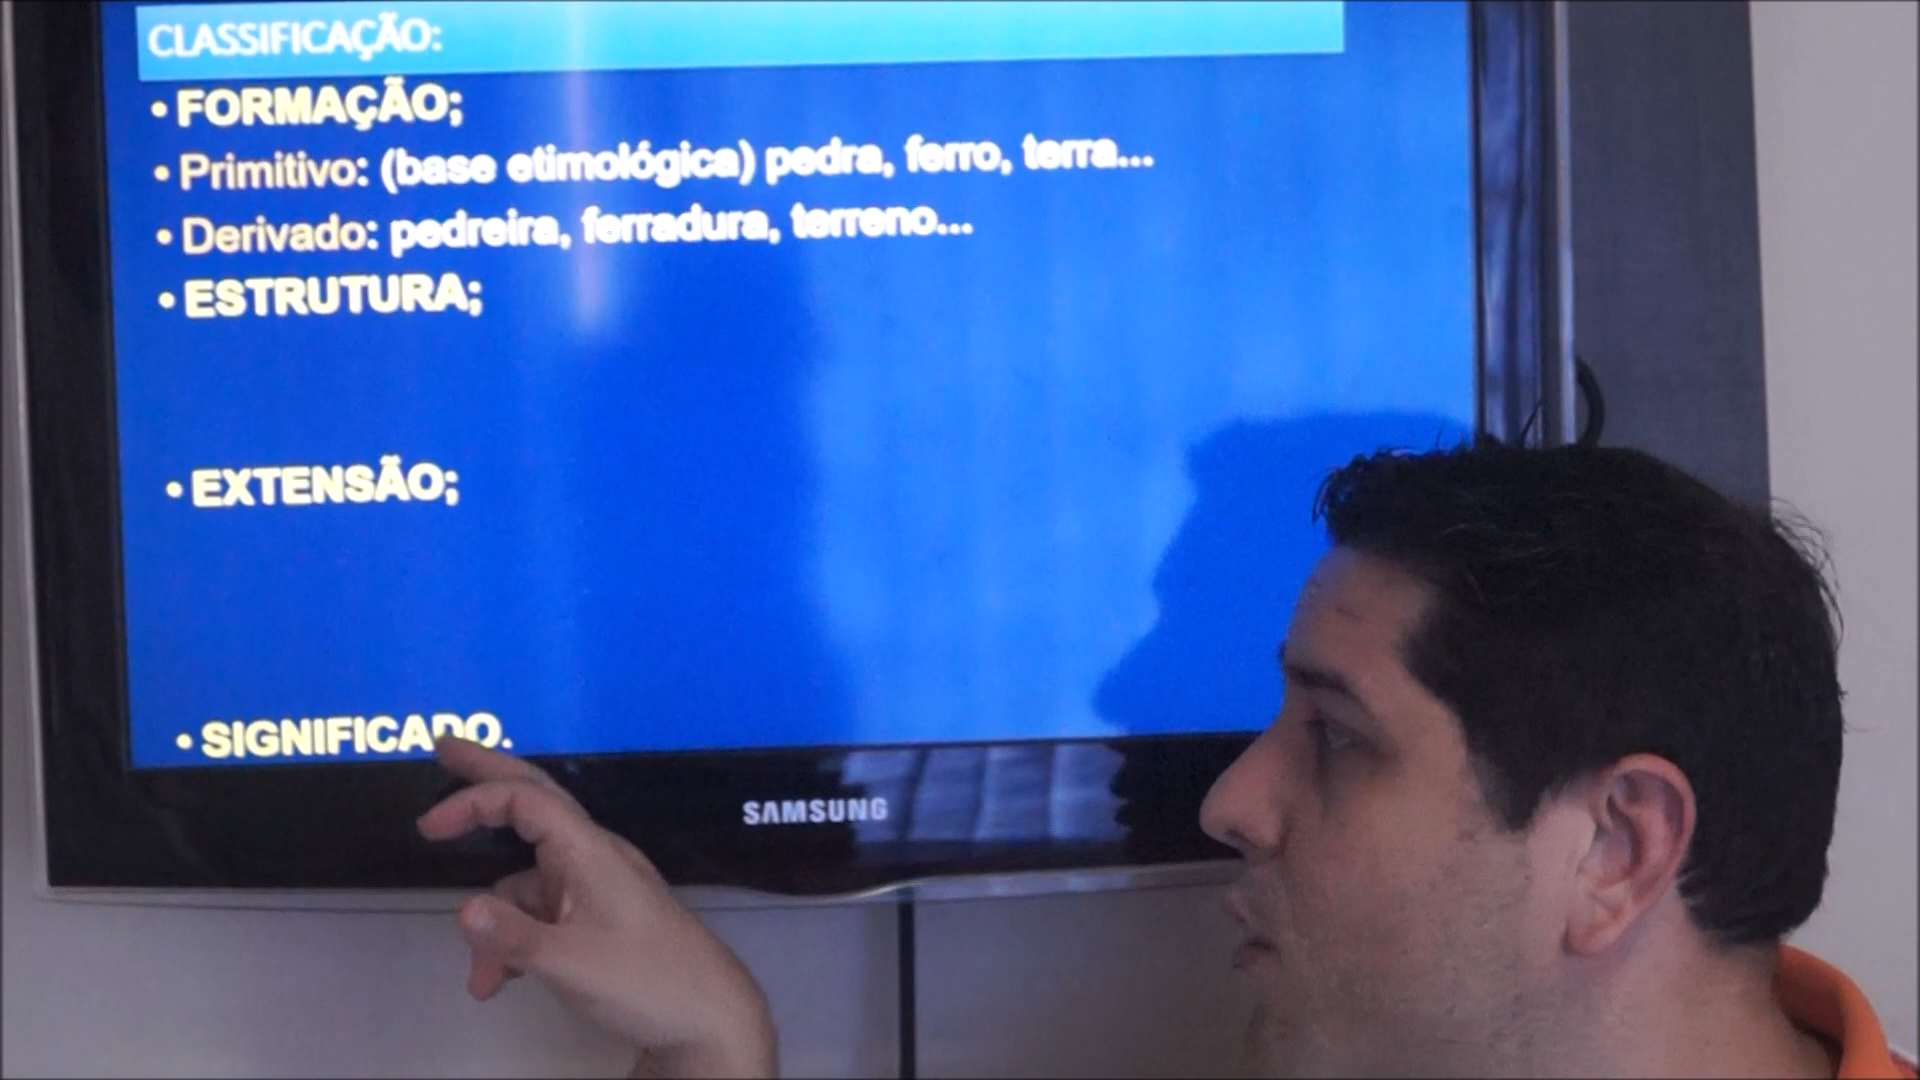 CLASSIFICAÇÃO:
• FORMAÇÃO;
• Primitivo: (base etimológica) pedra, ferro, terra...
• Derivado: pedreira, ferradura, terreno...
• ESTRUTURA;
• EXTENSÃO;
• SIGNIFICADO.
SAMSUNG